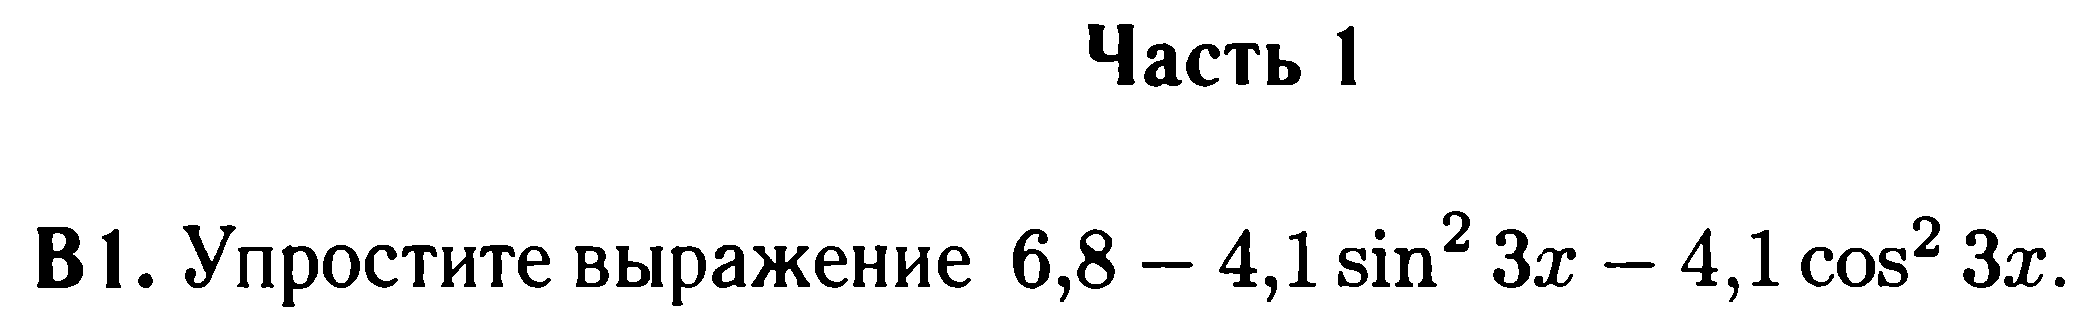 Часть 1
В1. Упростите выражение 6,8 − 4,1 sin² 3x − 4,1 cos² 3x.